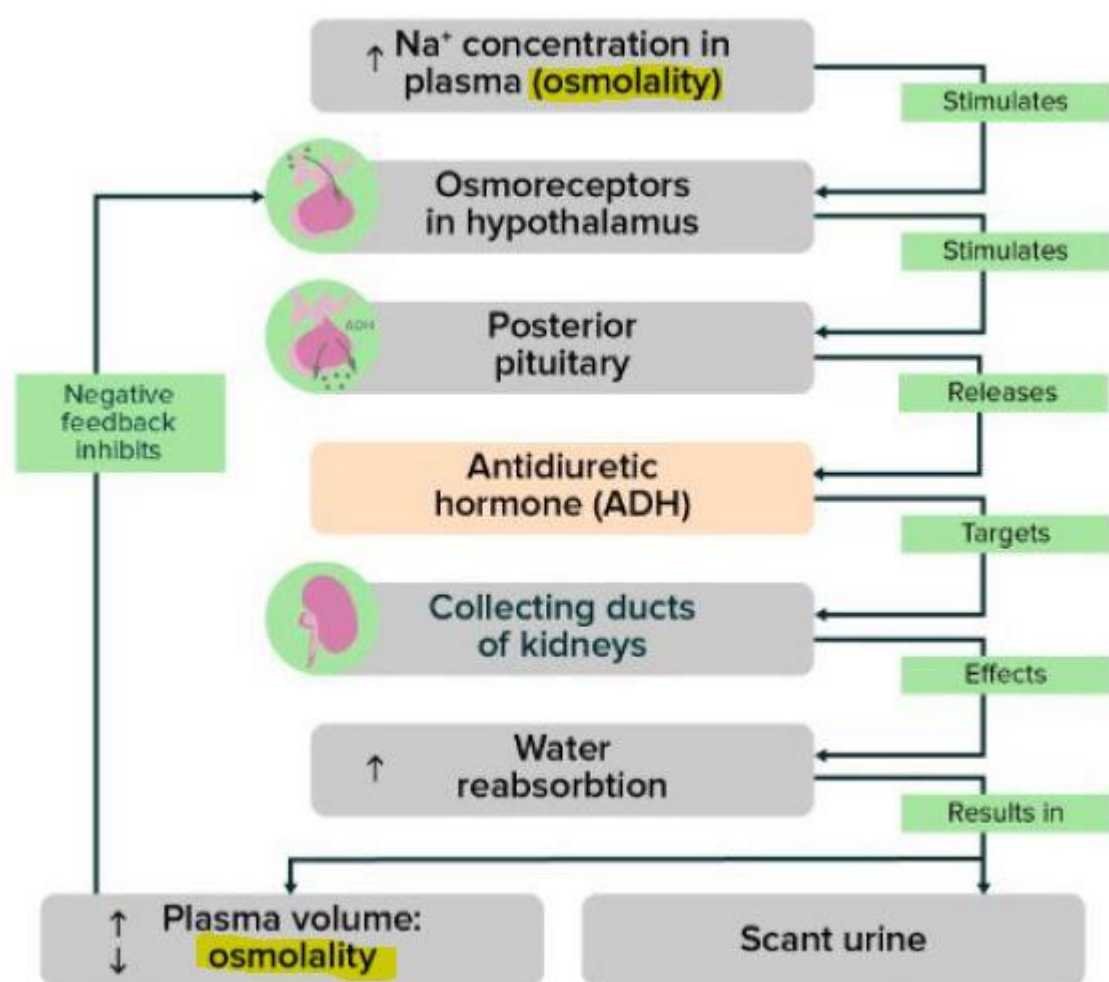 ↑ Na⁺ concentration in
plasma (osmolality)
Stimulates
Osmoreceptors
in hypothalamus
Stimulates
ADH
Posterior
pituitary
Releases
Negative
feedback
inhibits
Antidiuretic
hormone (ADH)
Targets
Collecting ducts
of kidneys
Effects
↑ Water
reabsorbtion
Results in
↑ Plasma volume:
↓ osmolality
Scant urine